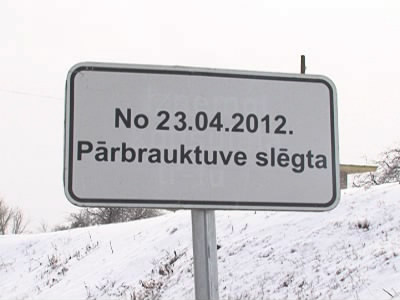 No 23.04.2012.
Pārbrauktuve slēgta